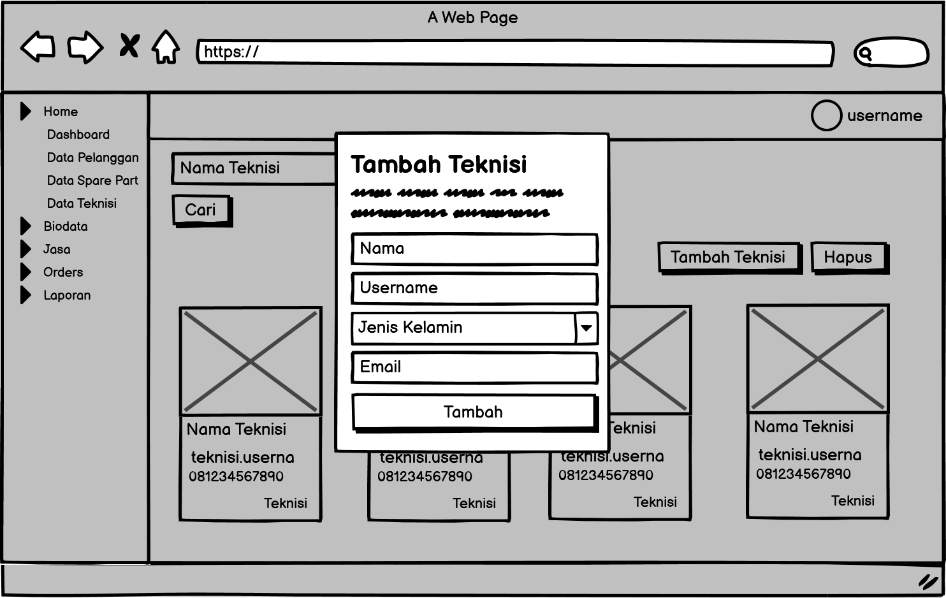 A Web Page
https://
username
Home
Dashboard
Data Pelanggan
Data Spare Part
Data Teknisi
Biodata
Jasa
Orders
Laporan
Nama Teknisi
Cari
Tambah Teknisi
Hapus
Tambah Teknisi
Nama
Username
Jenis Kelamin
Email
Tambah
Nama Teknisi
teknisi.userna
081234567890
Teknisi
teknisi.userna
081234567890
Teknisi
Teknisi
teknisi.userna
081234567890
Teknisi
Nama Teknisi
teknisi.userna
081234567890
Teknisi